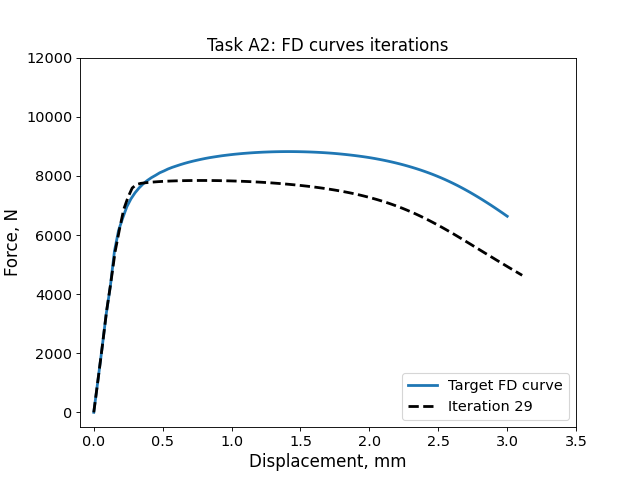 Task A2: FD curves iterations
Force, N
12000
10000
8000
6000
4000
2000
0
0.0 0.5 1.0 1.5 2.0 2.5 3.0 3.5
Displacement, mm
Target FD curve
Iteration 29